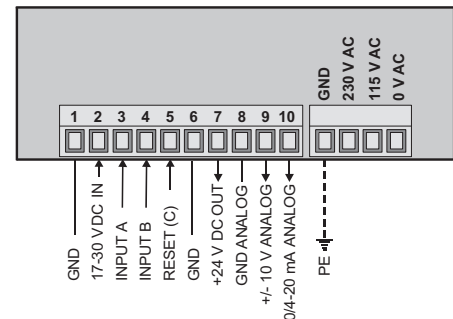 GND
230 V AC
115 V AC
0 V AC
1 2 3 4 5 6 7 8 9 10
GND
17-30 V DC IN
INPUT A
INPUT B
RESET (C)
GND
+24 V DC OUT
GND ANALOG
+/- 10 V ANALOG
0/4-20 mA ANALOG
PE